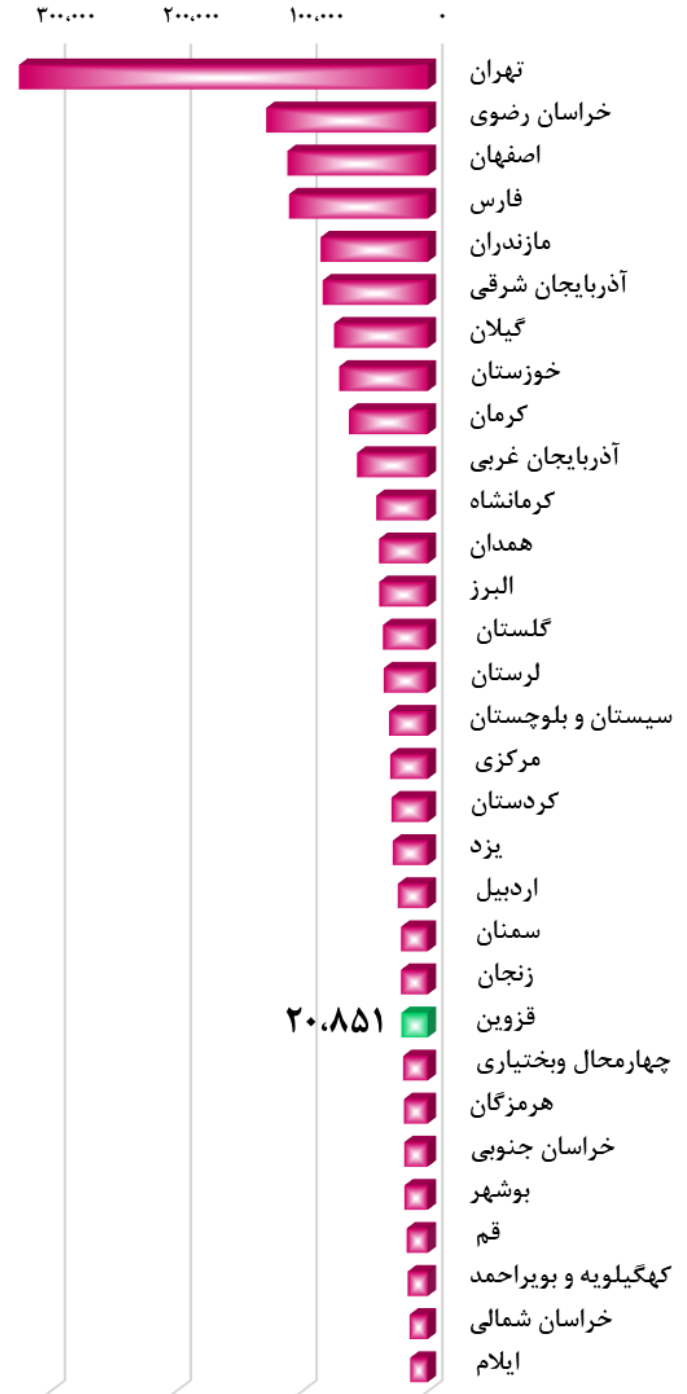 ۳۰۰،۰۰۰ ۲۰۰،۰۰۰ ۱۰۰،۰۰۰ ۰
تهران
خراسان رضوی
اصفهان
فارس
مازندران
آذربایجان شرقی
گیلان
خوزستان
کرمان
آذربایجان غربی
کرمانشاه
همدان
البرز
گلستان
لرستان
سیستان و بلوچستان
مرکزی
کردستان
یزد
اردبیل
سمنان
زنجان
قزوین ۲۰،۸۵۱
چهارمحال وبختیاری
هرمزگان
خراسان جنوبی
بوشهر
قم
کهگیلویه و بویراحمد
خراسان شمالی
ایلام